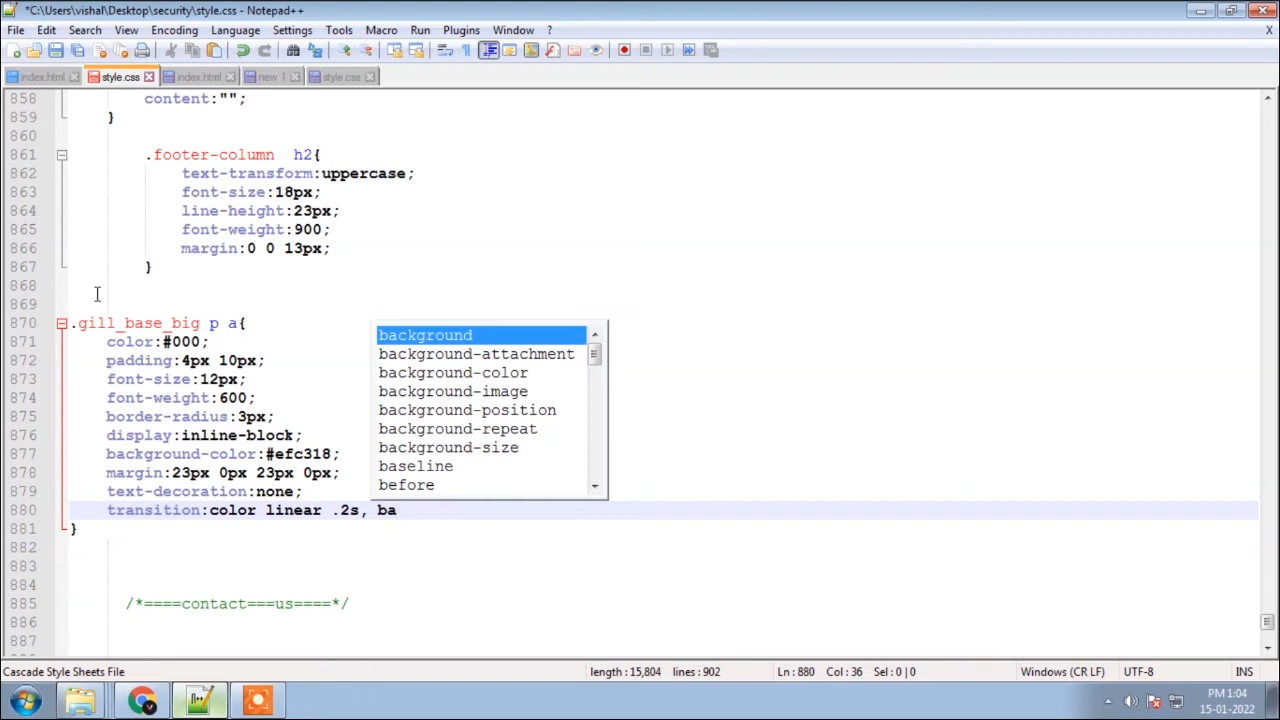 *C:\Users\vishal\Desktop\security\style.css - Notepad++
File Edit Search View Encoding Language Settings Tools Macro Run Plugins Window ? X
index.html style.css index.html new 1 style.css
858 content:"";
859 }
860
861 .footer-column h2{
862 text-transform:uppercase;
863 font-size:18px;
864 line-height:23px;
865 font-weight:900;
866 margin:0 0 13px;
867 }
868
869
870 .gill_base_big p a{
871 color:#000;
872 padding:4px 10px;
873 font-size:12px;
874 font-weight:600;
875 border-radius:3px;
876 display:inline-block;
877 background-color:#efc318;
878 margin:23px 0px 23px 0px;
879 text-decoration:none;
880 transition:color linear .2s, ba
881 }
882
883
884
885 /*====contact===us====*/
886
887
background
background-attachment
background-color
background-image
background-position
background-repeat
background-size
baseline
before
Cascade Style Sheets File length : 15,804 lines : 902 Ln : 880 Col : 36 Sel : 0 | 0 Windows (CR LF) UTF-8 INS
PM 1:04
15-01-2022